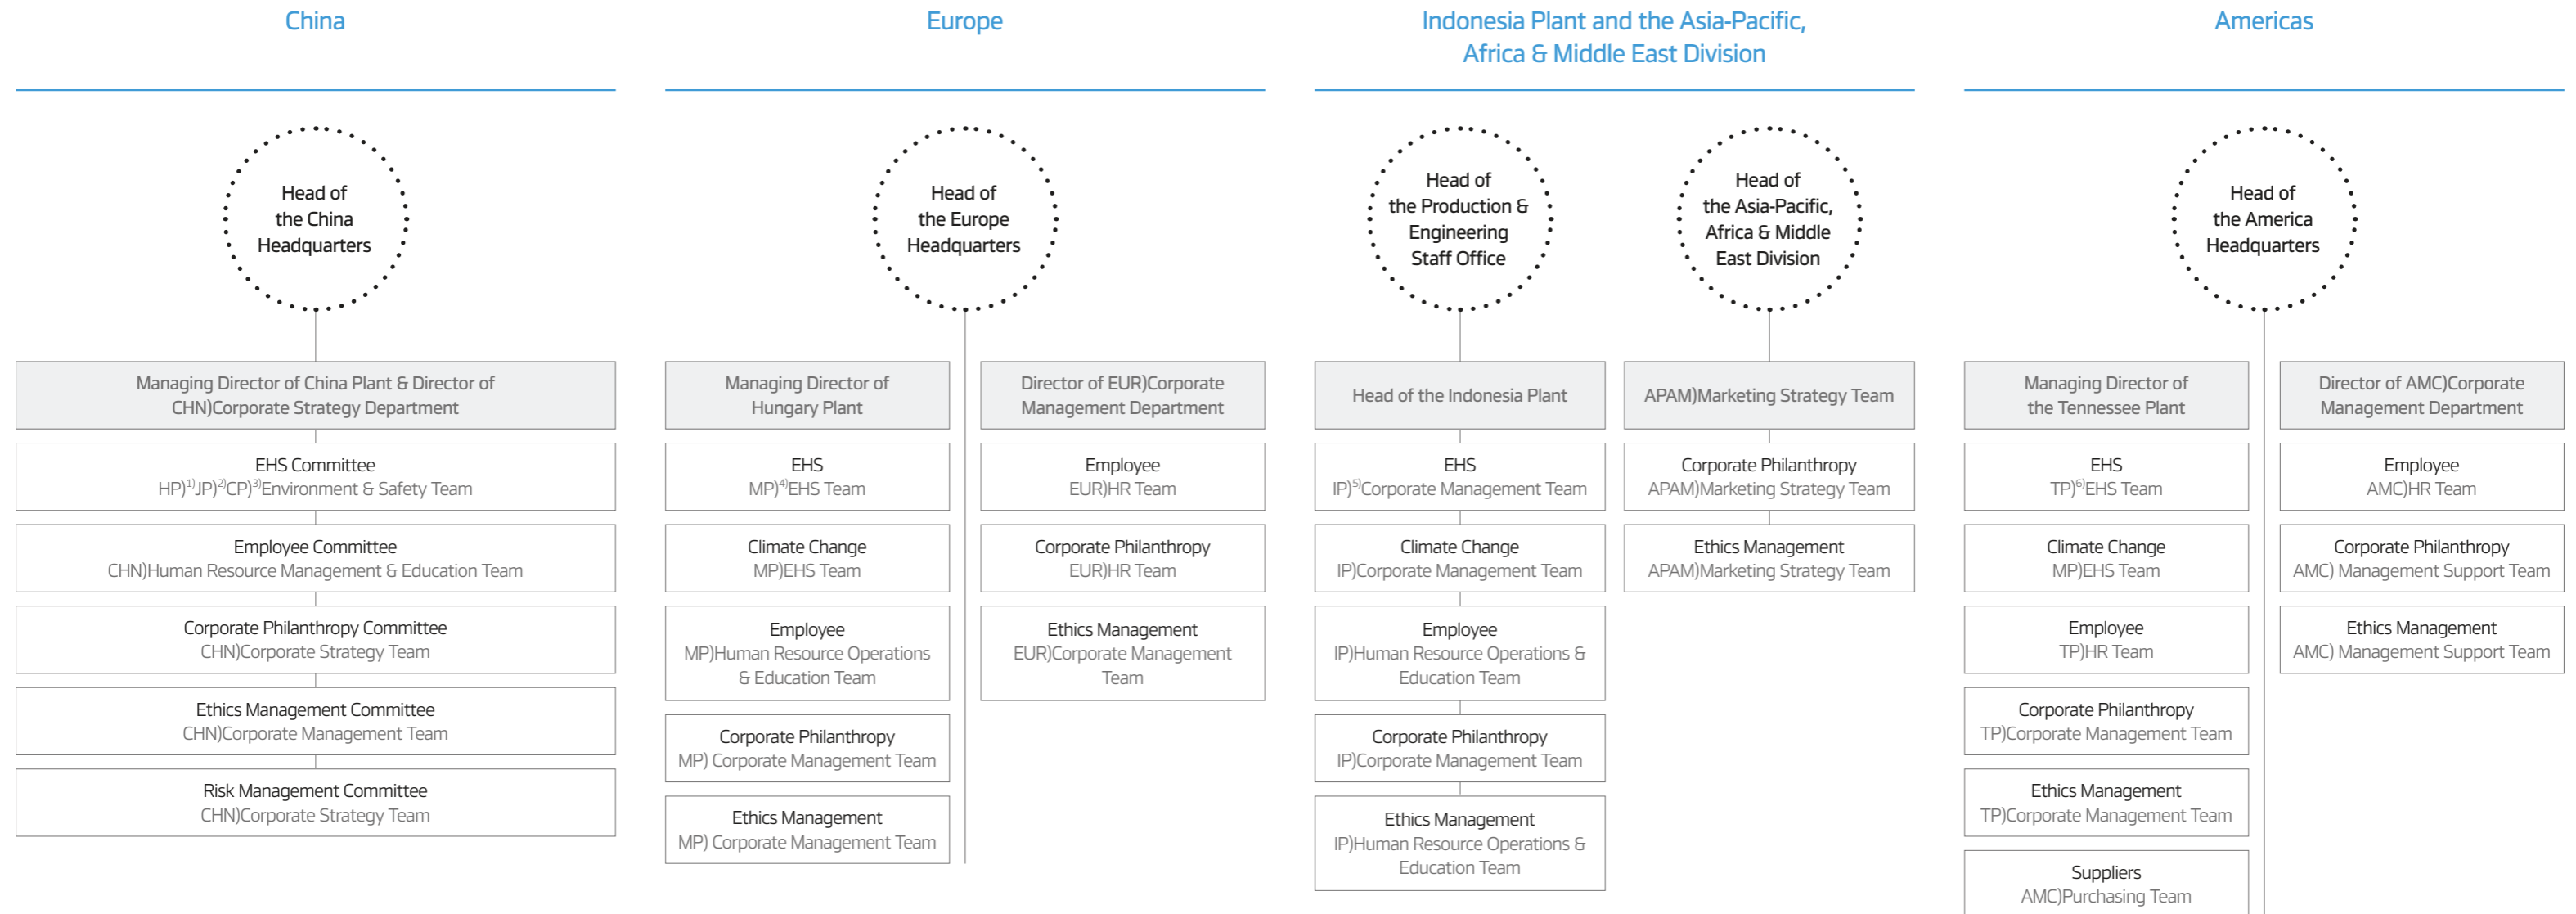 China
Head of
the China
Headquarters
Managing Director of China Plant & Director of
CHN)Corporate Strategy Department
EHS Committee
HP)1)JP)2)CP)3)Environment & Safety Team
Employee Committee
CHN)Human Resource Management & Education Team
Corporate Philanthropy Committee
CHN)Corporate Strategy Team
Ethics Management Committee
CHN)Corporate Management Team
Risk Management Committee
CHN)Corporate Strategy Team
Europe
Head of
the Europe
Headquarters
Managing Director of
Hungary Plant
EHS
MP)4)EHS Team
Climate Change
MP)EHS Team
Employee
MP)Human Resource Operations
& Education Team
Corporate Philanthropy
MP) Corporate Management Team
Ethics Management
MP) Corporate Management Team
Director of EUR)Corporate
Management Department
Employee
EUR)HR Team
Corporate Philanthropy
EUR)HR Team
Ethics Management
EUR)Corporate Management
Team
Indonesia Plant and the Asia-Pacific,
Africa & Middle East Division
Head of
the Production &
Engineering
Staff Office
Head of the Indonesia Plant
EHS
IP)5)Corporate Management Team
Climate Change
IP)Corporate Management Team
Employee
IP)Human Resource Operations &
Education Team
Corporate Philanthropy
IP)Corporate Management Team
Ethics Management
IP)Human Resource Operations &
Education Team
Head of
the Asia-Pacific,
Africa & Middle
East Division
APAM)Marketing Strategy Team
Corporate Philanthropy
APAM)Marketing Strategy Team
Ethics Management
APAM)Marketing Strategy Team
Americas
Head of
the America
Headquarters
Managing Director of
the Tennessee Plant
EHS
TP)6)EHS Team
Climate Change
MP)EHS Team
Employee
TP)HR Team
Corporate Philanthropy
TP)Corporate Management Team
Ethics Management
TP)Corporate Management Team
Suppliers
AMC)Purchasing Team
Director of AMC)Corporate
Management Department
Employee
AMC)HR Team
Corporate Philanthropy
AMC) Management Support Team
Ethics Management
AMC) Management Support Team